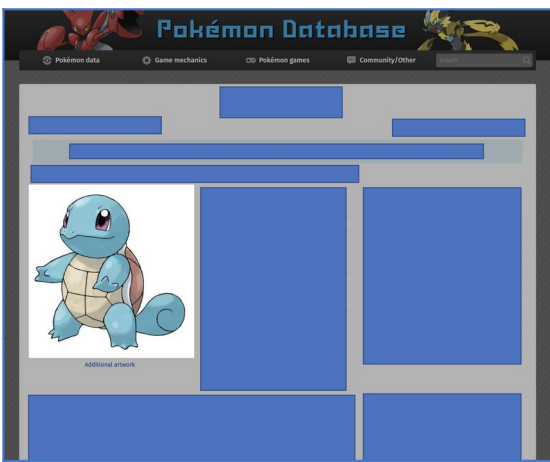 Pokémon Database
Pokémon data Game mechanics Pokémon games Community/Other Search
Additional artwork